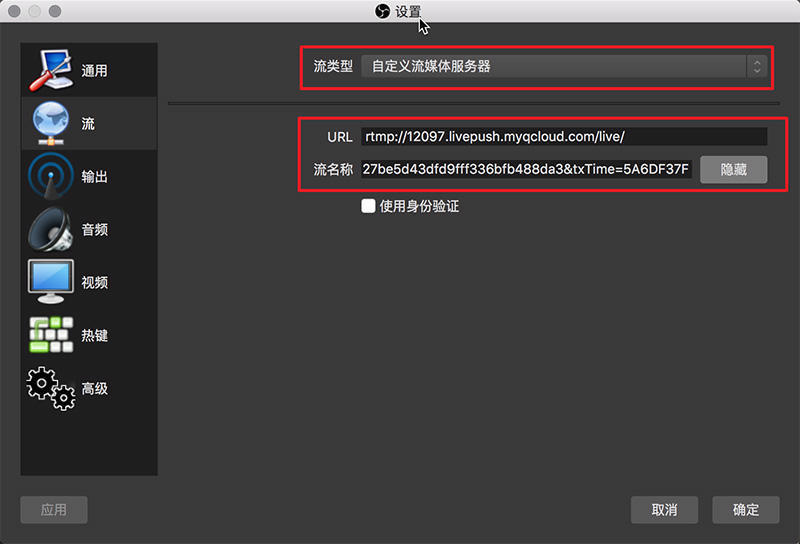 设置
通用
流
输出
音频
视频
热键
高级
流类型 自定义流媒体服务器
URL rtmp://12097.livepush.myqcloud.com/live/
流名称 27be5d43dfd9fff336bfb488da3&txTime=5A6DF37F 隐藏
使用身份验证
应用 取消 确定